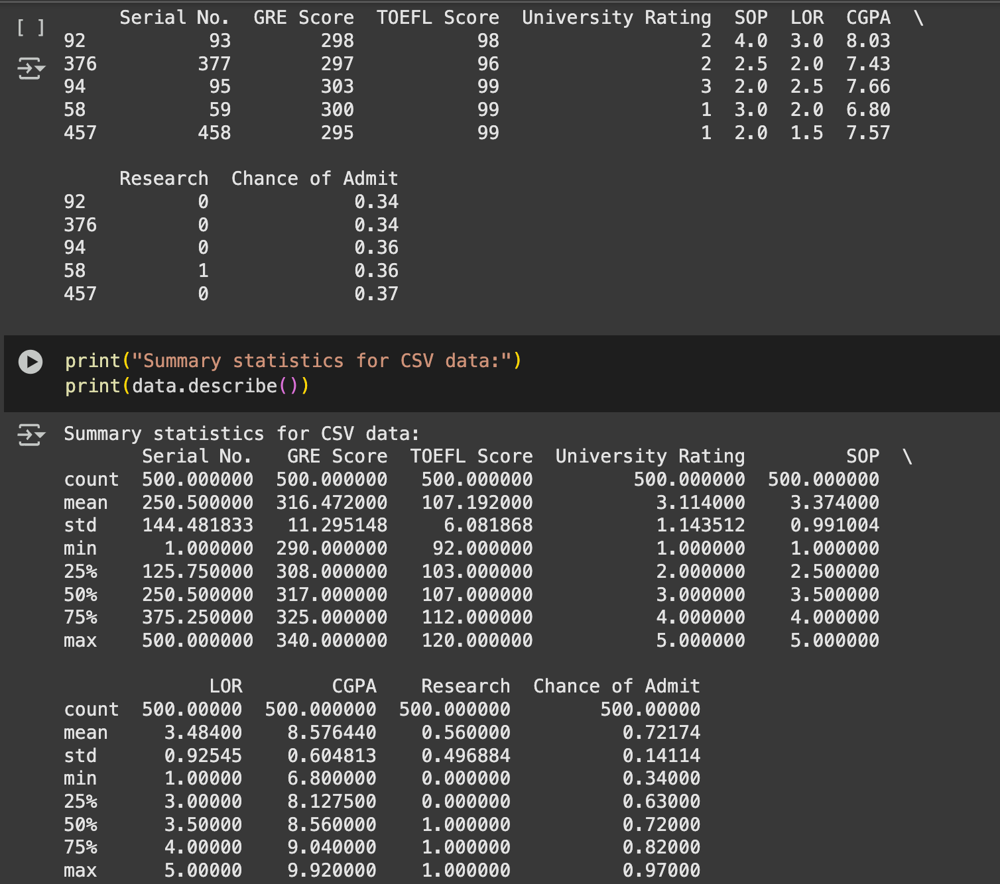 [ ]
     Serial No.  GRE Score  TOEFL Score  University Rating  SOP  LOR  CGPA  \
92           93        298           98                  2  4.0  3.0  8.03
376         377        297           96                  2  2.5  2.0  7.43
94           95        303           99                  3  2.0  2.5  7.66
58           59        300           99                  1  3.0  2.0  6.80
457         458        295           99                  1  2.0  1.5  7.57
     Research  Chance of Admit
92          0             0.34
376         0             0.34
94          0             0.36
58          1             0.36
457         0             0.37
print("Summary statistics for CSV data:")
print(data.describe())
Summary statistics for CSV data:
       Serial No.   GRE Score  TOEFL Score  University Rating         SOP  \
count  500.000000  500.000000   500.000000         500.000000  500.000000
mean   250.500000  316.472000   107.192000           3.114000    3.374000
std    144.481833   11.295148     6.081868           1.143512    0.991004
min      1.000000  290.000000    92.000000           1.000000    1.000000
25%    125.750000  308.000000   103.000000           2.000000    2.500000
50%    250.500000  317.000000   107.000000           3.000000    3.500000
75%    375.250000  325.000000   112.000000           4.000000    4.000000
max    500.000000  340.000000   120.000000           5.000000    5.000000
             LOR        CGPA    Research  Chance of Admit
count  500.00000  500.000000  500.000000        500.00000
mean     3.48400    8.576440    0.560000          0.72174
std      0.92545    0.604813    0.496884          0.14114
min      1.00000    6.800000    0.000000          0.34000
25%      3.00000    8.127500    0.000000          0.63000
50%      3.50000    8.560000    1.000000          0.72000
75%      4.00000    9.040000    1.000000          0.82000
max      5.00000    9.920000    1.000000          0.97000